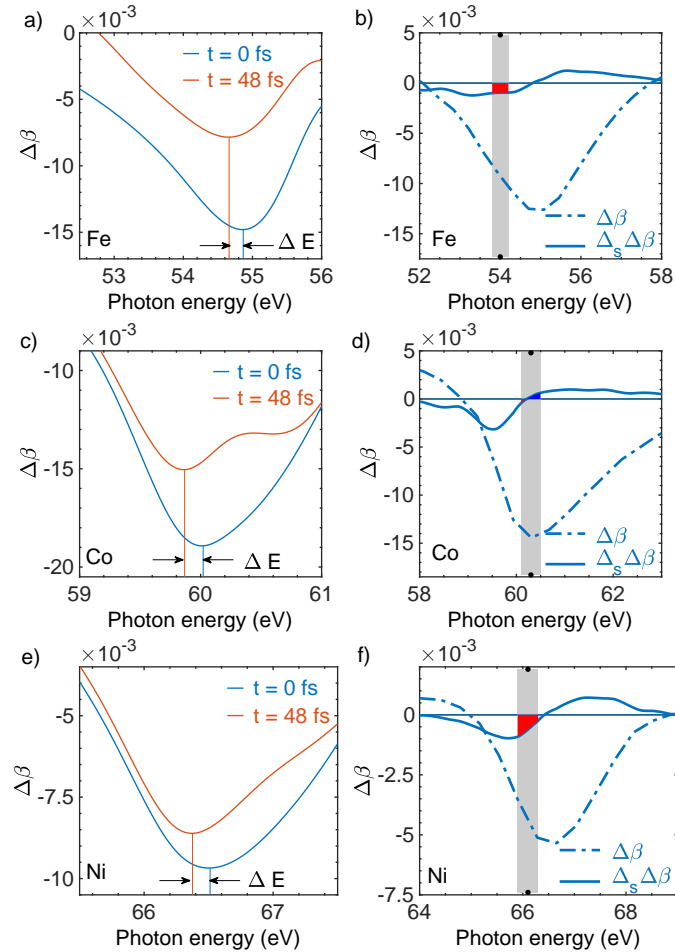 a)
×10⁻³
0
-5
-10
-15
Δβ
t = 0 fs
t = 48 fs
Δ E
Fe
53 54 55 56
Photon energy (eV)
b)
×10⁻³
5
0
-5
-10
-15
Δβ
Δβ
ΔₛΔβ
Fe
52 54 56 58
Photon energy (eV)
c)
×10⁻³
-10
-15
-20
Δβ
t = 0 fs
t = 48 fs
Δ E
Co
59 60 61
Photon energy (eV)
d)
×10⁻³
5
0
-5
-10
-15
Δβ
Δβ
ΔₛΔβ
Co
58 60 62
Photon energy (eV)
e)
×10⁻³
-5
-7.5
-10
Δβ
t = 0 fs
t = 48 fs
Δ E
Ni
66 67
Photon energy (eV)
f)
×10⁻³
2.5
0
-2.5
-5
-7.5
Δβ
Δβ
ΔₛΔβ
Ni
64 66 68
Photon energy (eV)